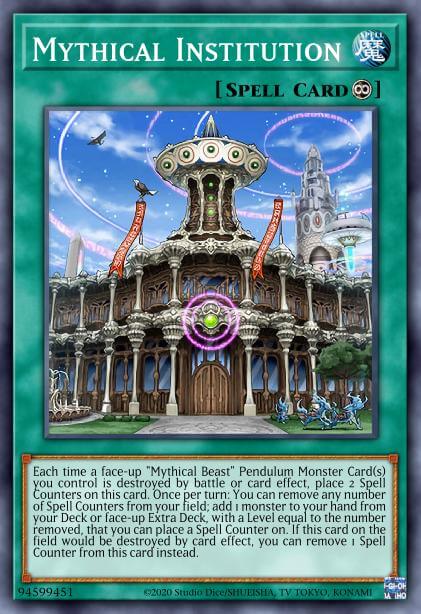 MYTHICAL INSTITUTION
魔
[SPELL CARD]
Each time a face-up "Mythical Beast" Pendulum Monster Card(s)
you control is destroyed by battle or card effect, place 2 Spell
Counters on this card. Once per turn: You can remove any
number of Spell Counters from your field; add 1 monster to your hand from
your Deck or face-up Extra Deck, with a Level equal to the number
removed, that you can place a Spell Counter on. If this card on the
field would be destroyed by card effect, you can remove 1 Spell
Counter from this card instead.
94599451
©2020 Studio Dice/SHUEISHA, TV TOKYO, KONAMI